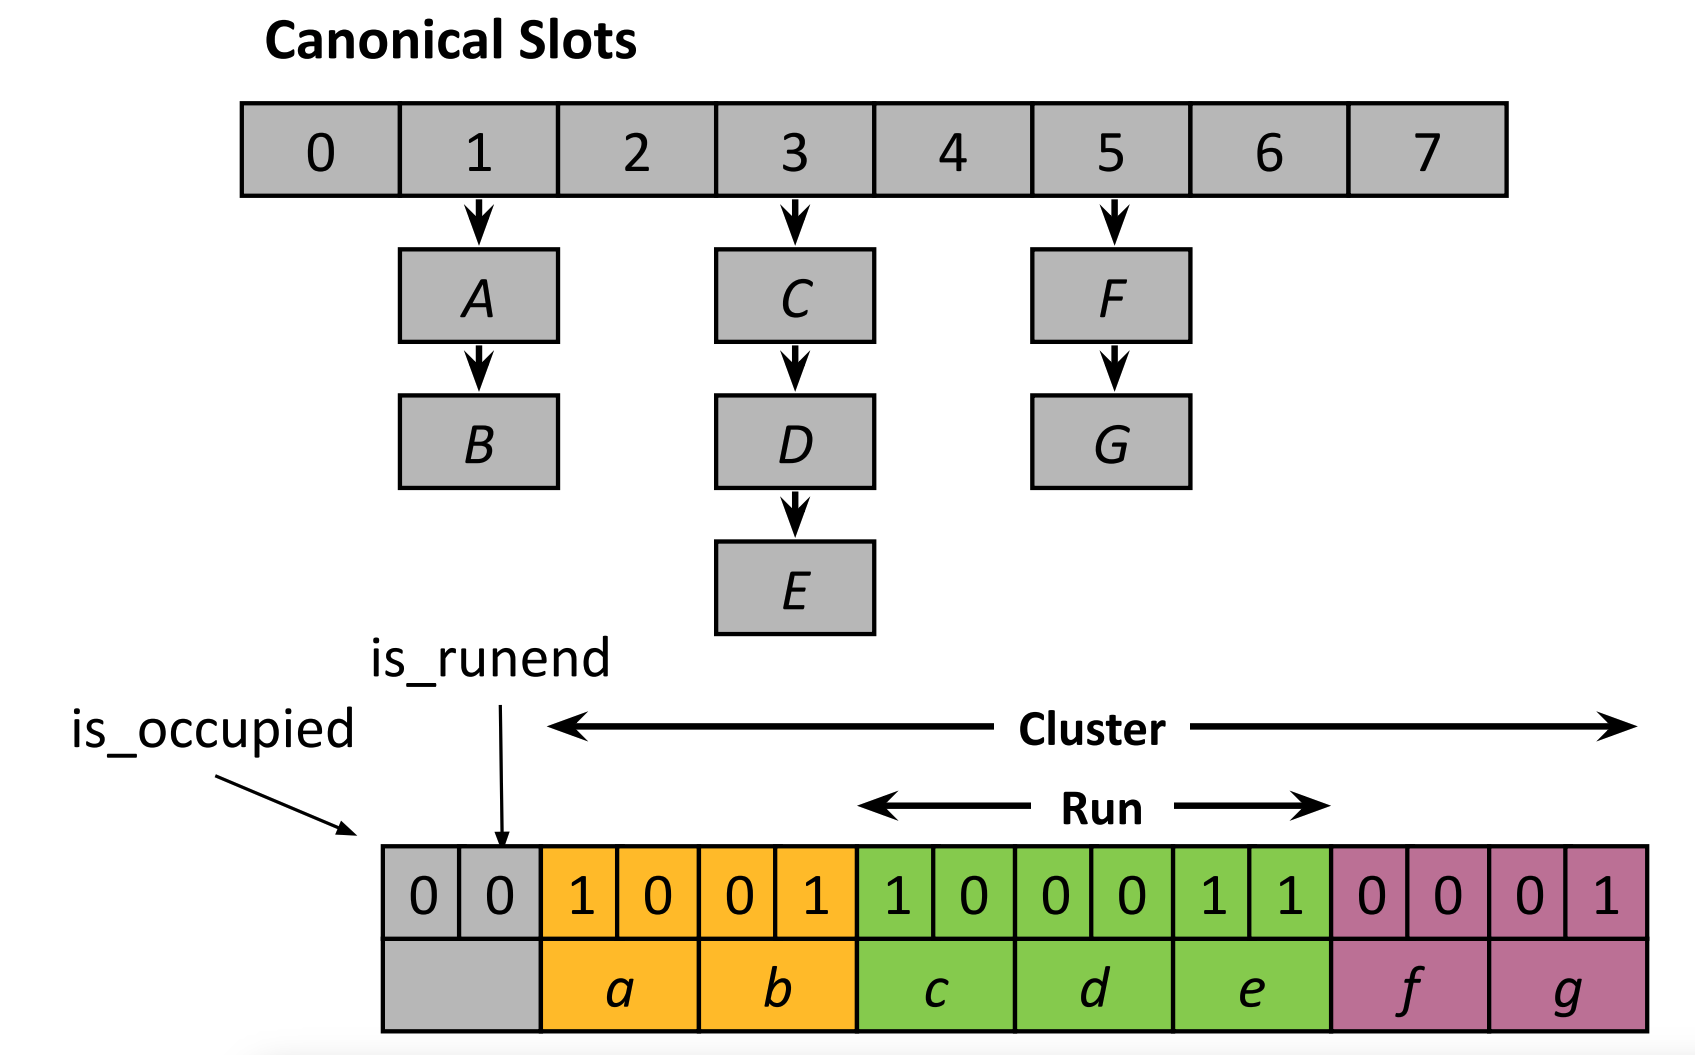 Canonical Slots
0 1 2 3 4 5 6 7
A C F
B D G
E
is_runend
is_occupied
Cluster
Run
0 0 1 0 0 1 1 0 0 0 1 1 0 0 0 1
a b c d e f g